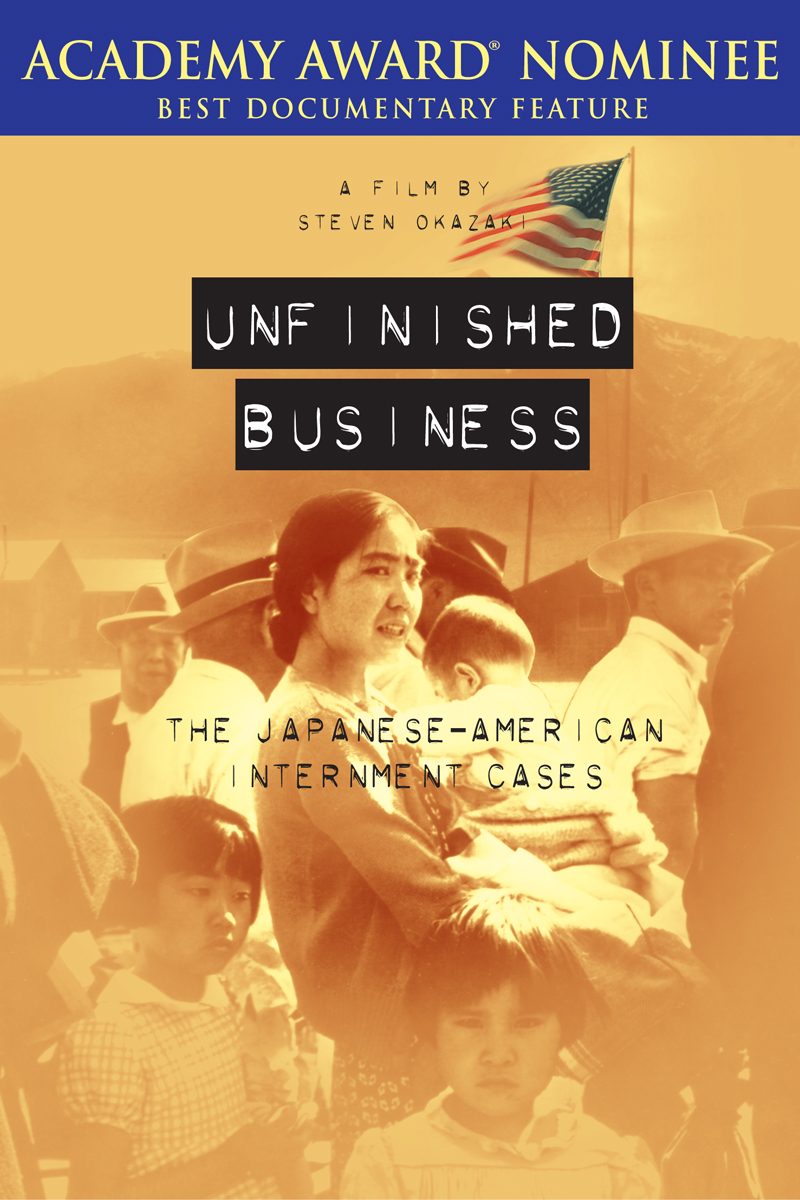 ACADEMY AWARD® NOMINEE
BEST DOCUMENTARY FEATURE
A FILM BY
STEVEN OKAZAKI
UNFINISHED
BUSINESS
THE JAPANESE-AMERICAN
INTERNMENT CASES